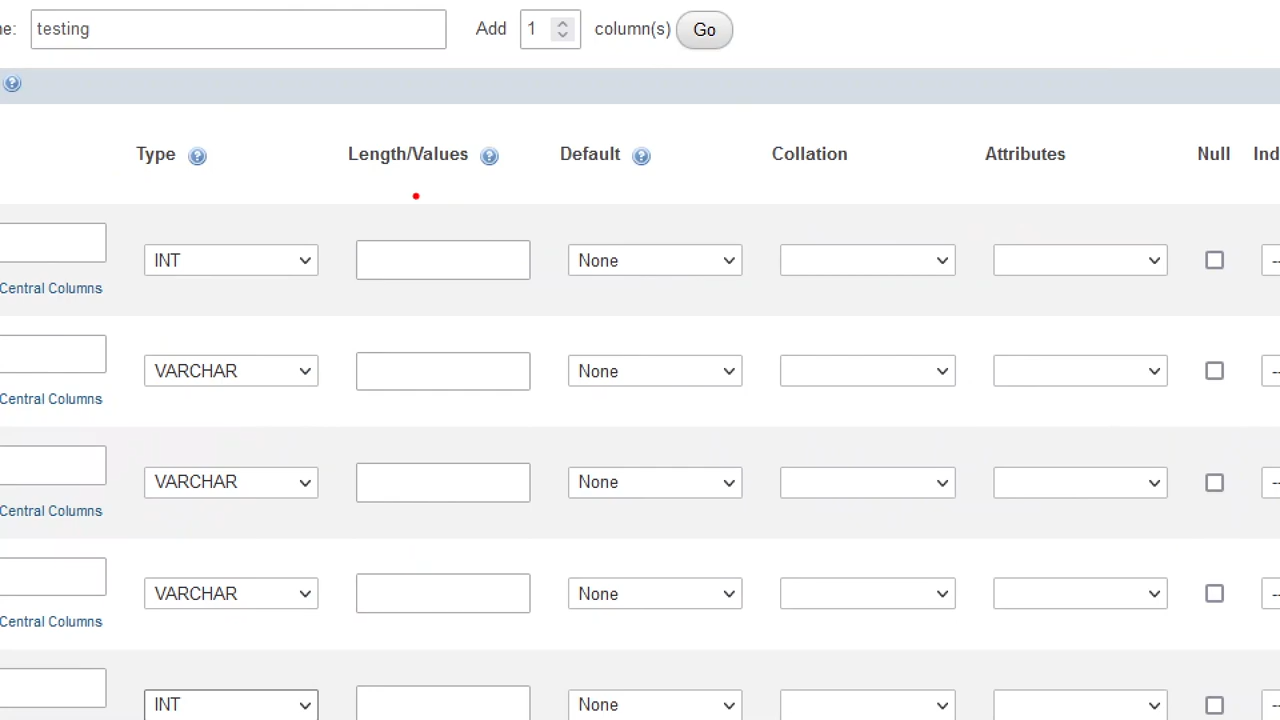 e: testing Add 1 column(s) Go
Type Length/Values Default Collation Attributes Null Ind
INT None --
Central Columns
VARCHAR None --
Central Columns
VARCHAR None --
Central Columns
VARCHAR None --
Central Columns
INT None --